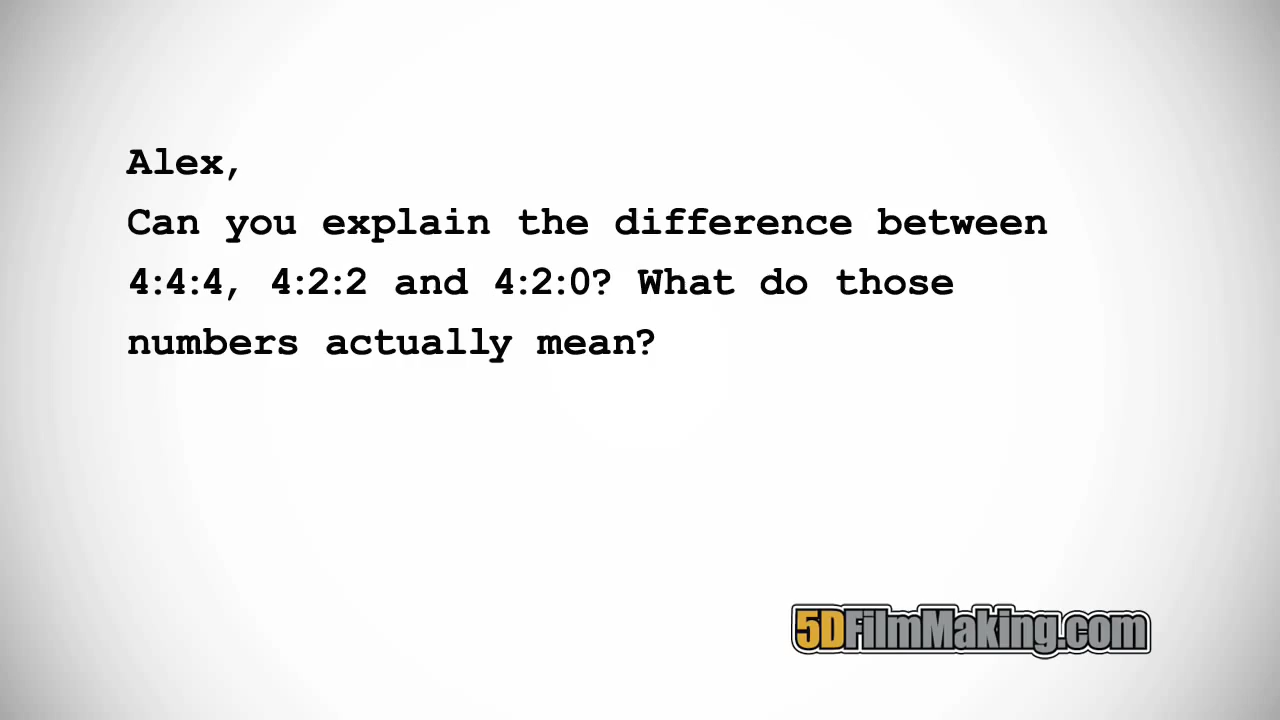 Alex,
Can you explain the difference between
4:4:4, 4:2:2 and 4:2:0? What do those
numbers actually mean?
5DFilmMaking.com